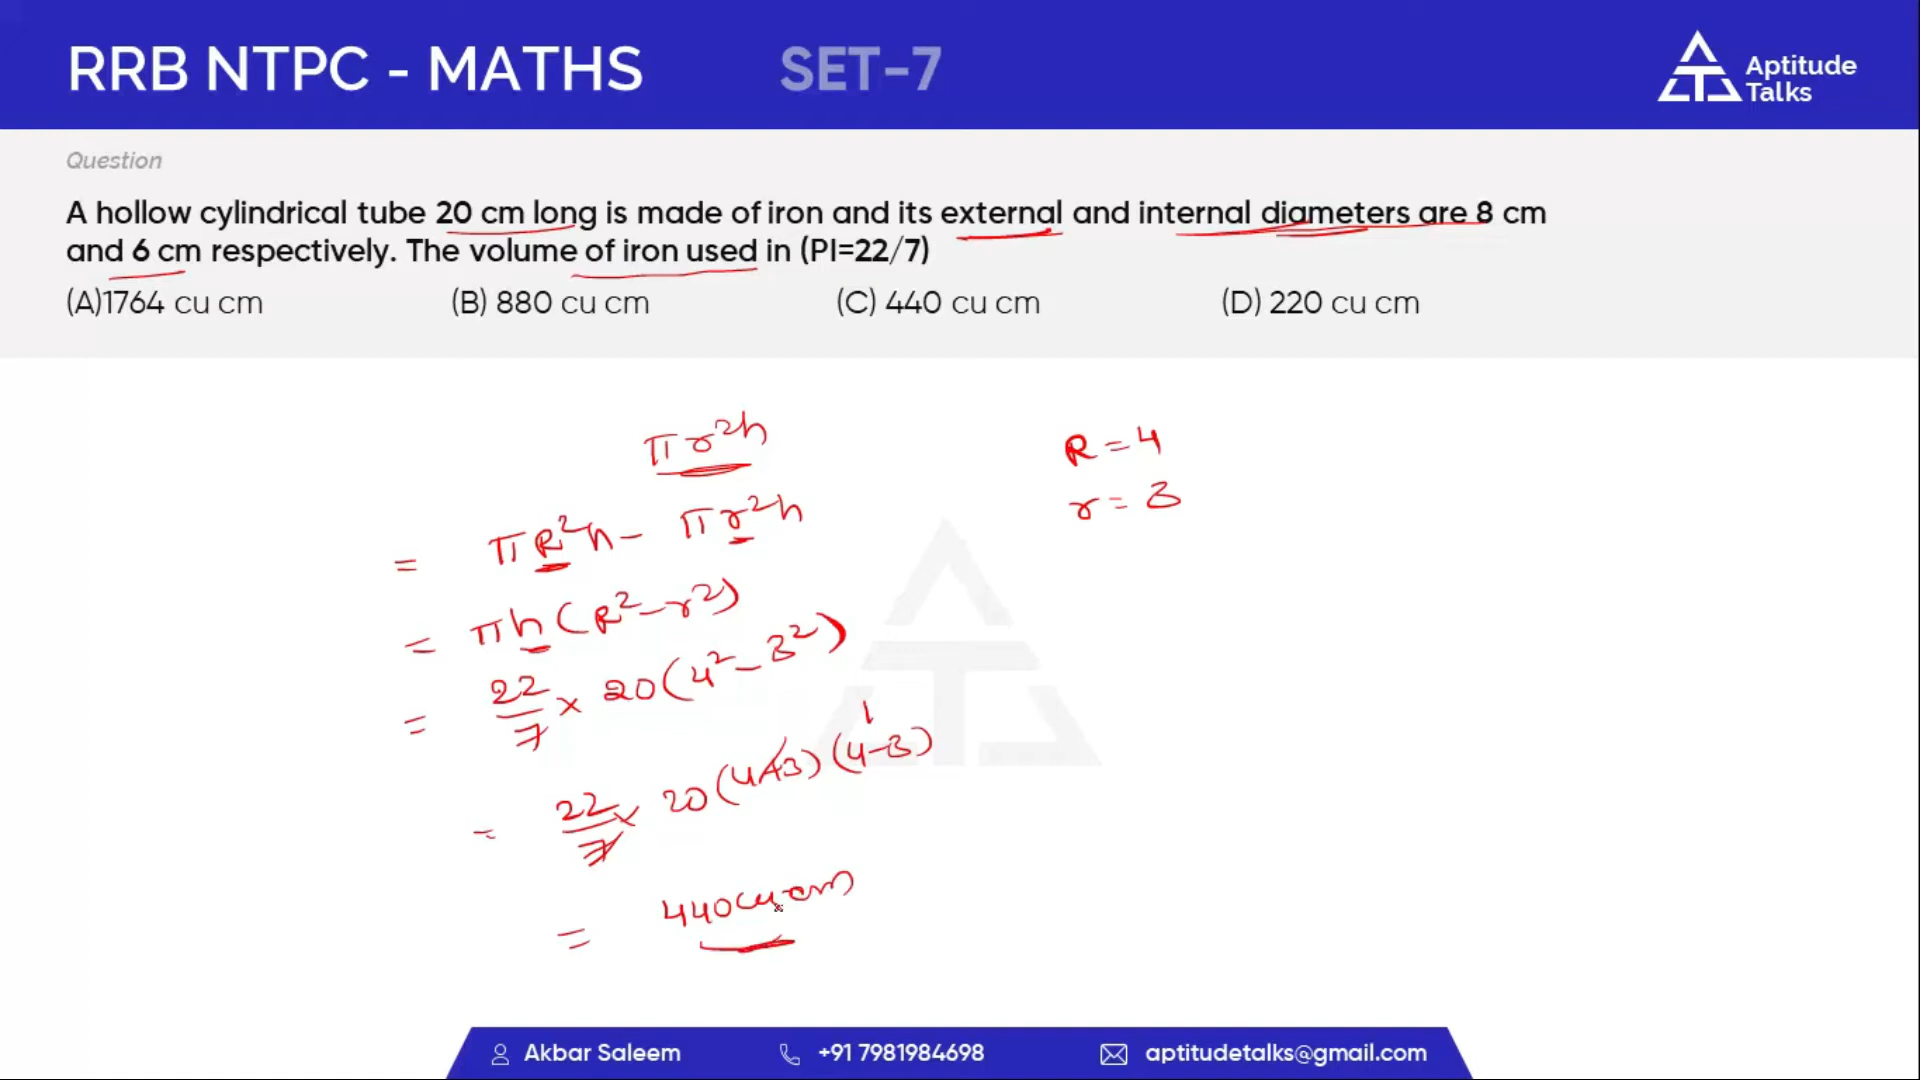 RRB NTPC - MATHS SET-7
Aptitude
Talks
Question
A hollow cylindrical tube 20 cm long is made of iron and its external and internal diameters are 8 cm
and 6 cm respectively. The volume of iron used in (PI=22/7)
(A)1764 cu cm (B) 880 cu cm (C) 440 cu cm (D) 220 cu cm
πr²h
R = 4
r = 3
= πR²h - πr²h
= πh(R²-r²)
= 22/7 × 20(4²-3²)
1
= 22/7 × 20(4+3)(4-3)
= 440 cu cm
Akbar Saleem +91 7981984698 aptitudetalks@gmail.com